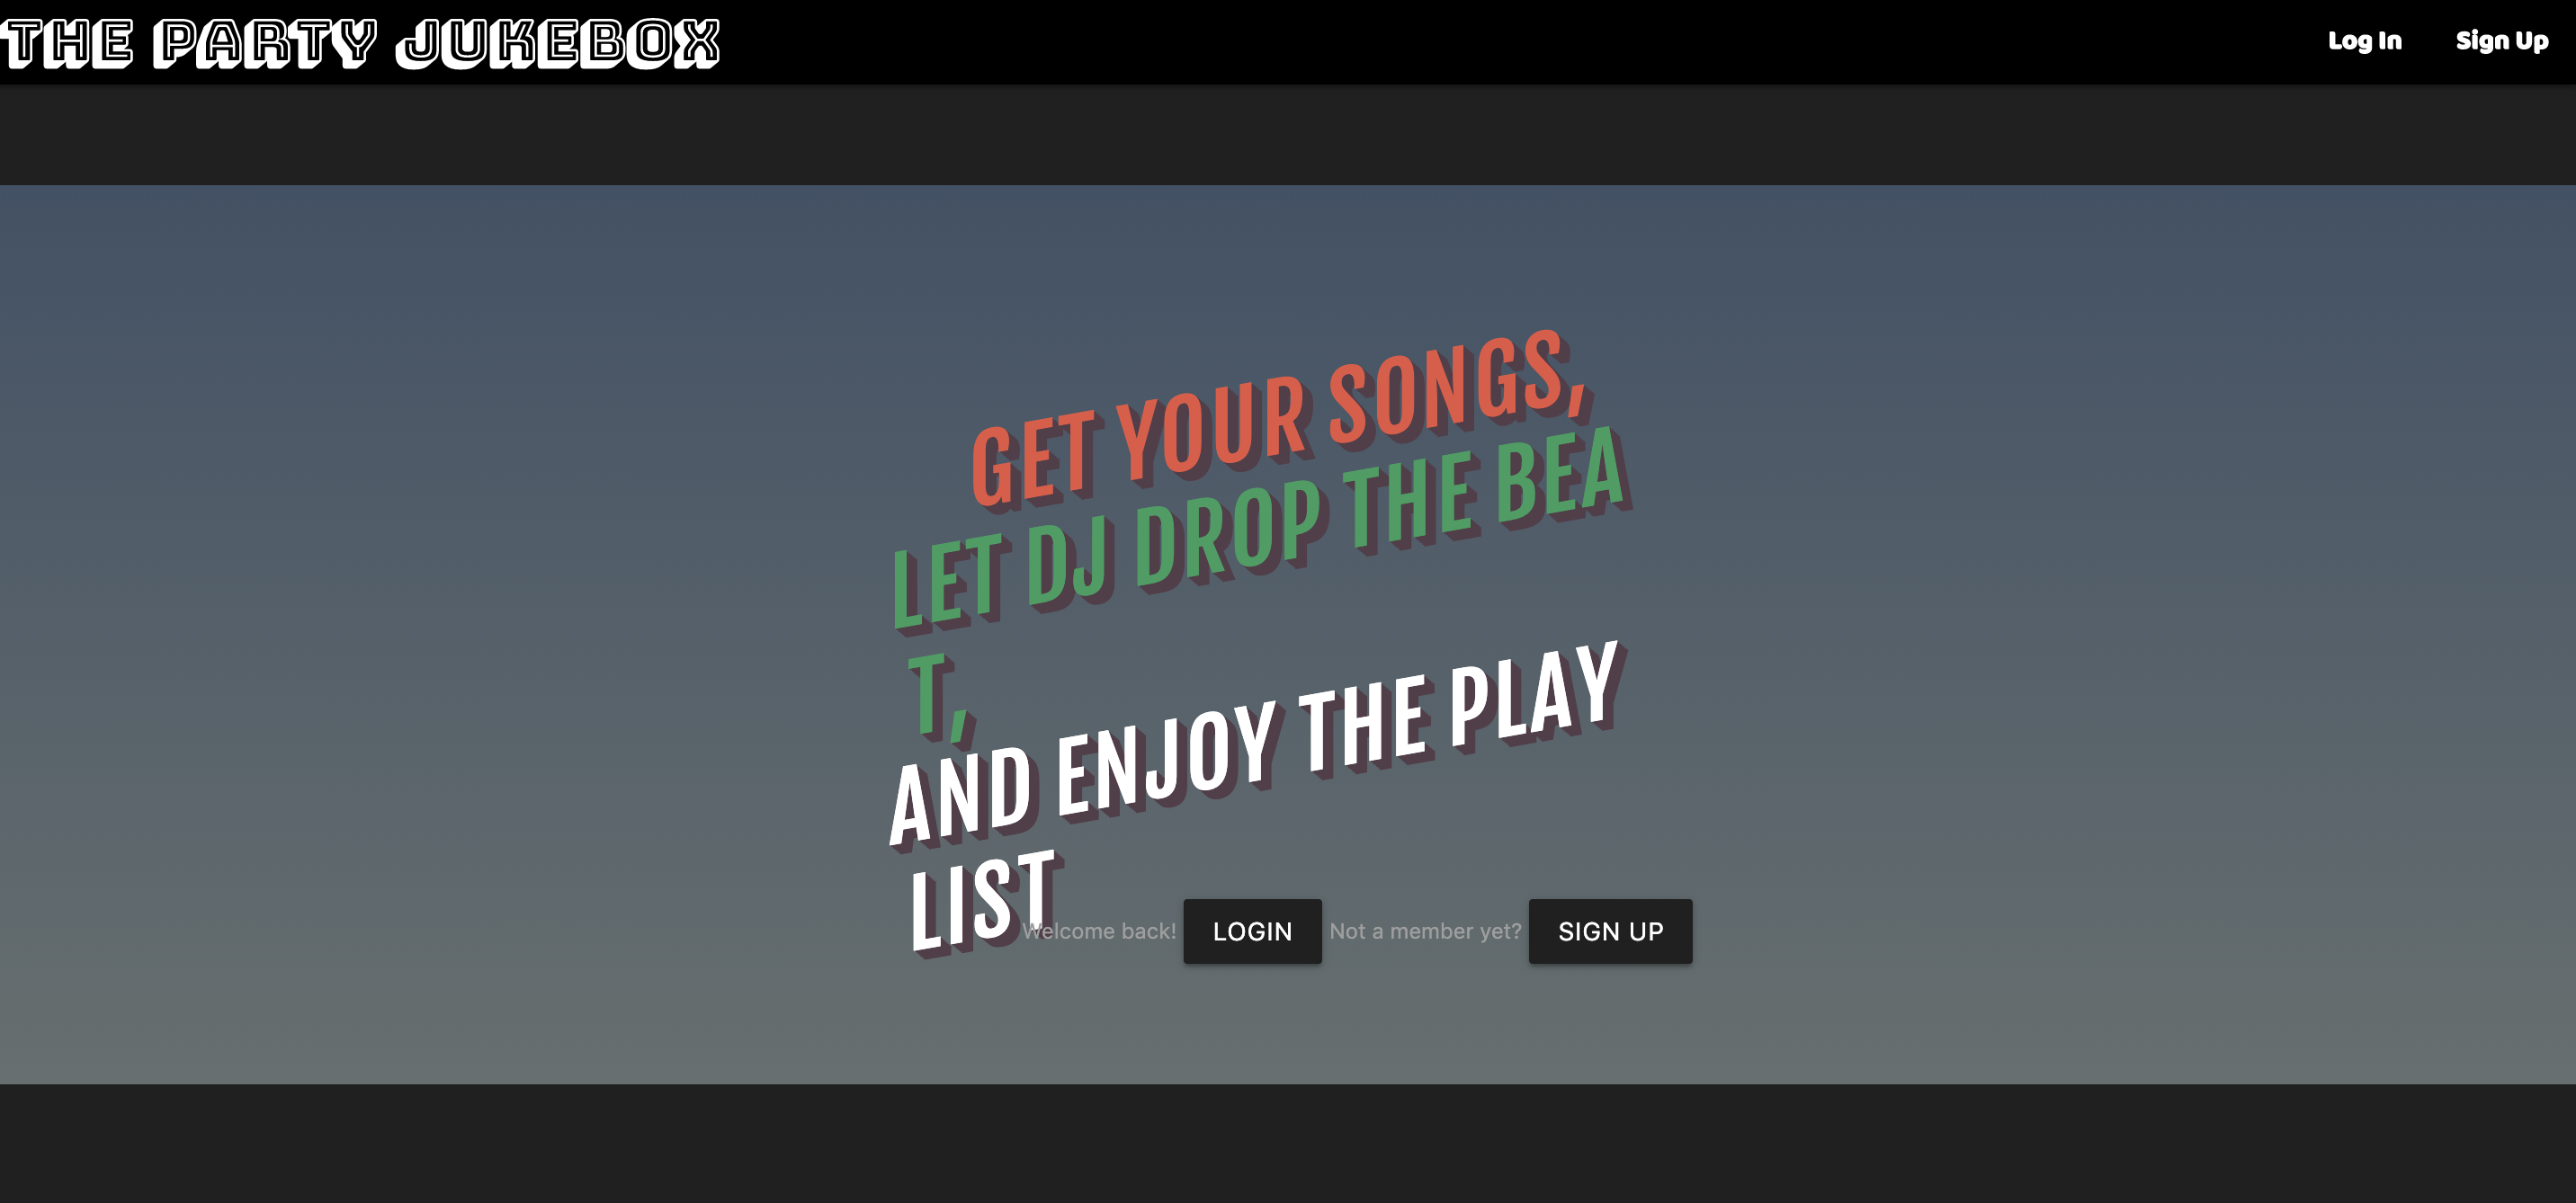 THE PARTY JUKEBOX
Log In
Sign Up
GET YOUR SONGS,
LET DJ DROP THE BEA
T,
AND ENJOY THE PLAY
LIST
Welcome back! LOGIN Not a member yet? SIGN UP